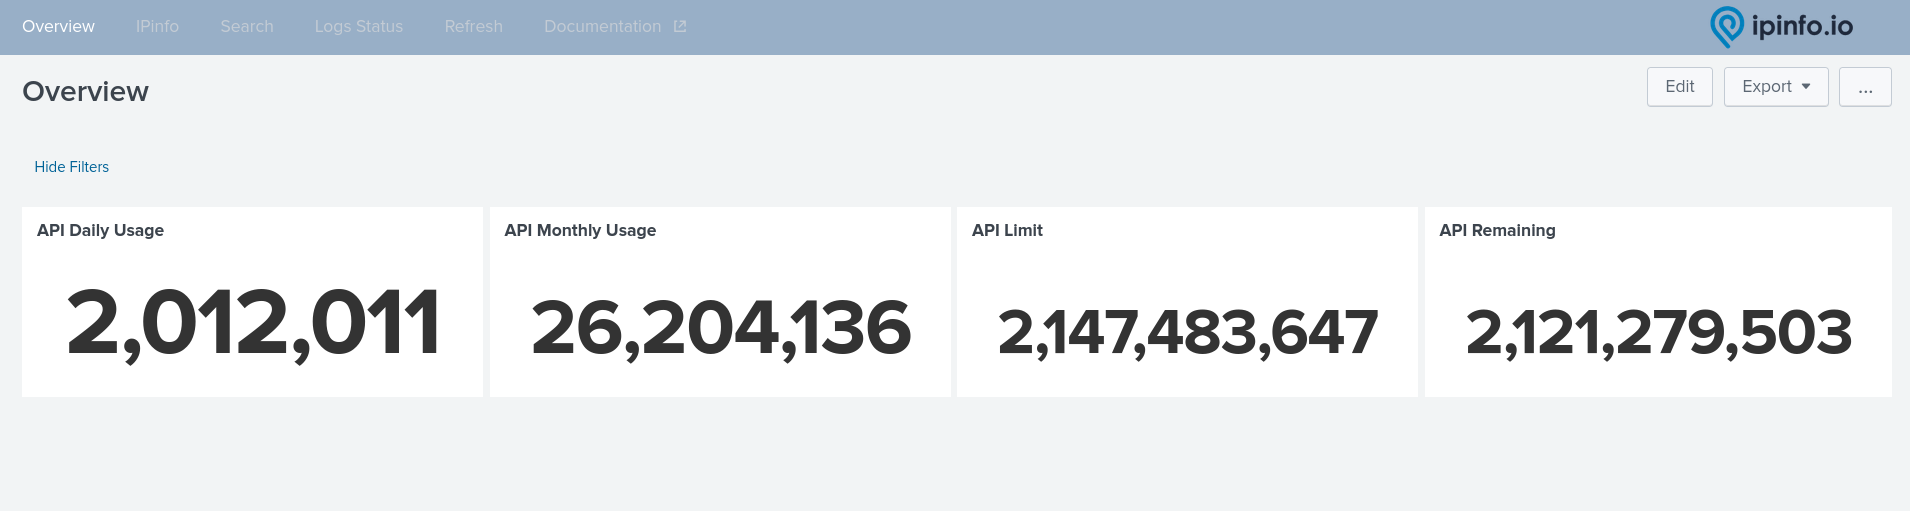 Overview IPinfo Search Logs Status Refresh Documentation ipinfo.io
Overview Edit Export ...
Hide Filters
API Daily Usage API Monthly Usage API Limit API Remaining
2,012,011 26,204,136 2,147,483,647 2,121,279,503